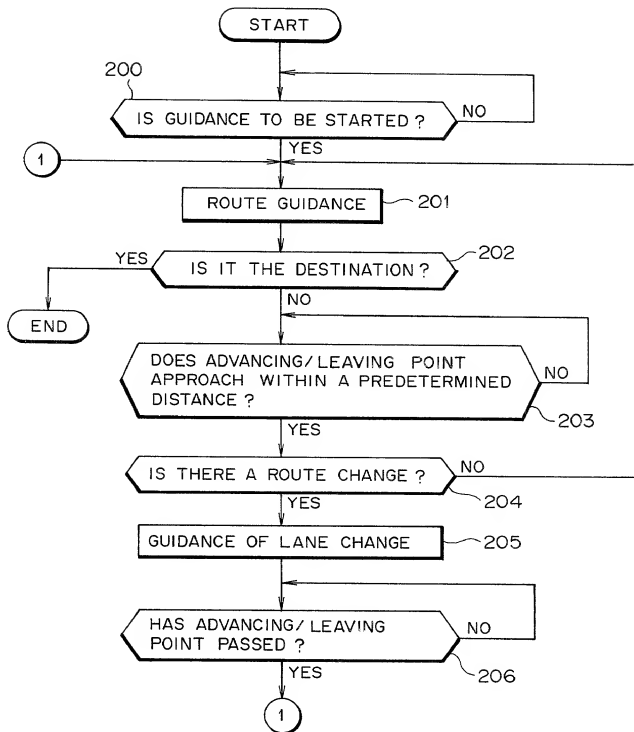 START
200
IS GUIDANCE TO BE STARTED ?
NO
YES
1
ROUTE GUIDANCE
201
YES
IS IT THE DESTINATION ?
202
NO
END
DOES ADVANCING/LEAVING POINT
APPROACH WITHIN A PREDETERMINED
DISTANCE ?
NO
203
YES
IS THERE A ROUTE CHANGE ?
NO
204
YES
GUIDANCE OF LANE CHANGE
205
HAS ADVANCING/LEAVING
POINT PASSED ?
NO
206
YES
1